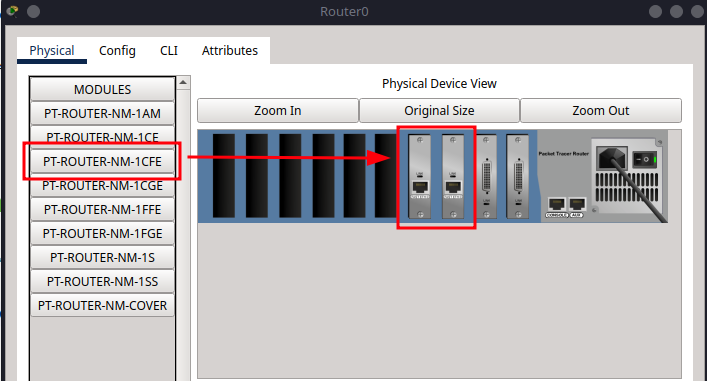 Router0
Physical Config CLI Attributes
MODULES
PT-ROUTER-NM-1AM
PT-ROUTER-NM-1CE
PT-ROUTER-NM-1CFE
PT-ROUTER-NM-1CGE
PT-ROUTER-NM-1FFE
PT-ROUTER-NM-1FGE
PT-ROUTER-NM-1S
PT-ROUTER-NM-1SS
PT-ROUTER-NM-COVER
Physical Device View
Zoom In Original Size Zoom Out
Packet Tracer Router
CONSOLE AUX